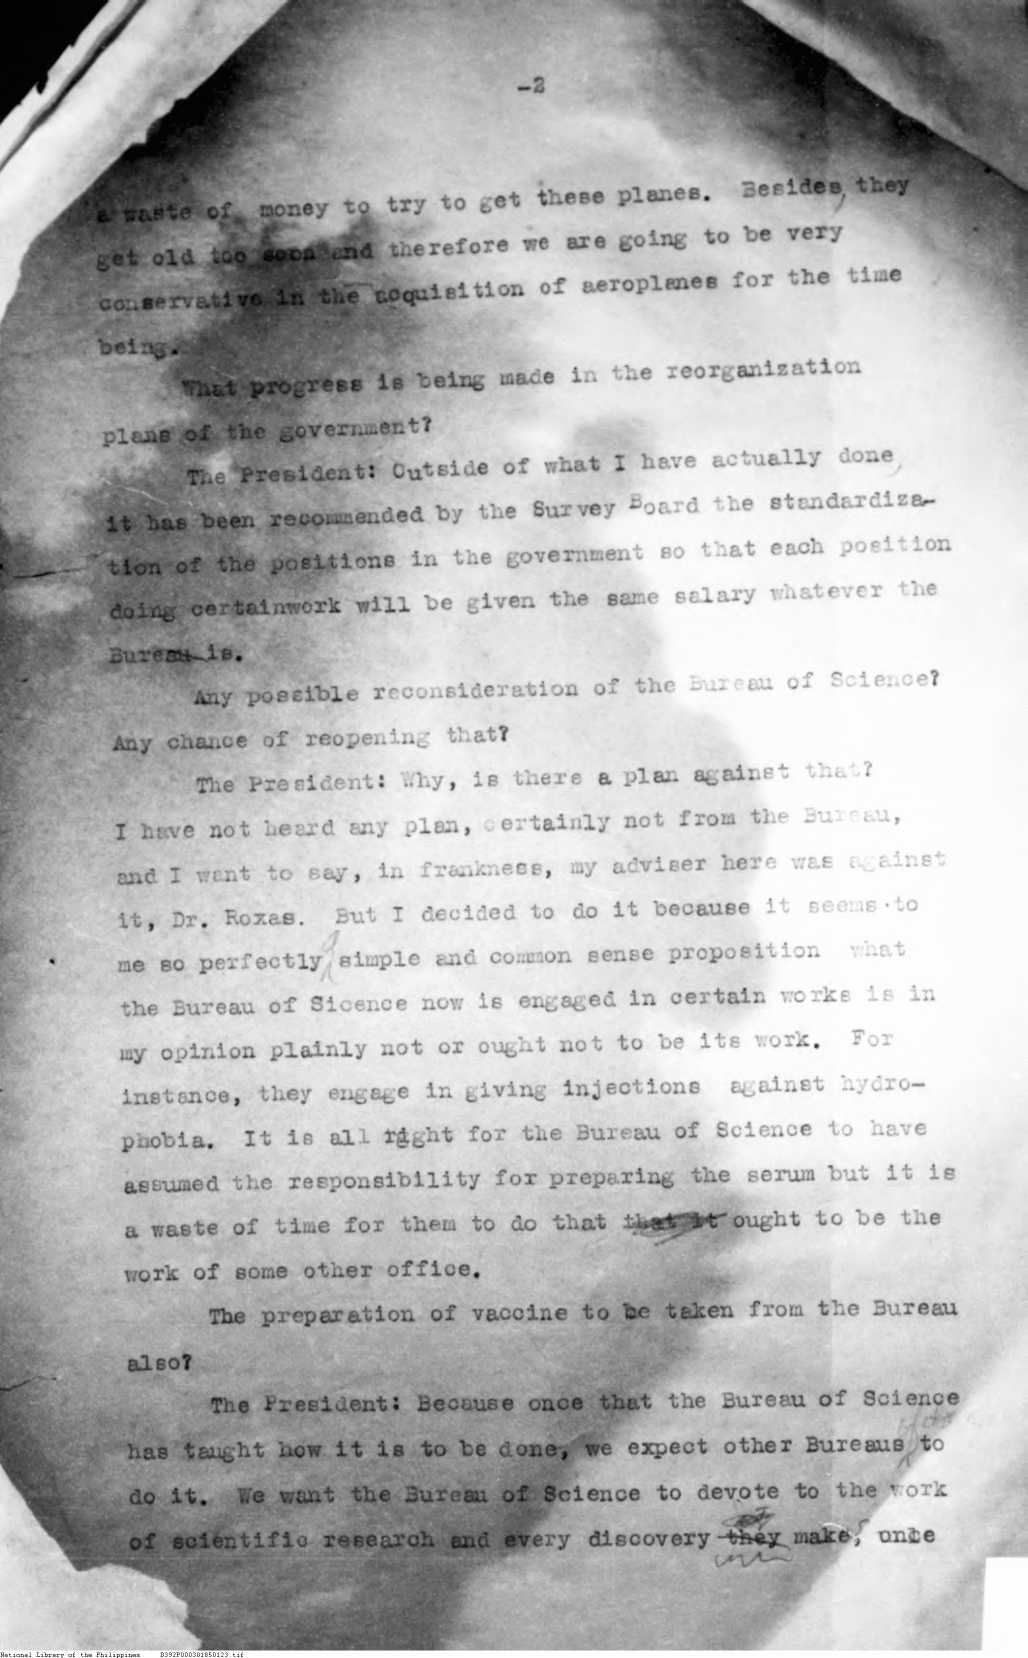 -2
a waste of money to try to get these planes. Besides, they
get old too soon and therefore we are going to be very
conservative in the acquisition of aeroplanes for the time
being.
What progress is being made in the reorganization
plans of the government?
The President: Outside of what I have actually done,
it has been recommended by the Survey Board the standardiza-
tion of the positions in the government so that each position
doing certainwork will be given the same salary whatever the
Bureau is.
Any possible reconsideration of the Bureau of Science?
Any chance of reopening that?
The President: Why, is there a plan against that?
I have not heard any plan, certainly not from the Bureau,
and I want to say, in frankness, my adviser here was against
it, Dr. Roxas. But I decided to do it because it seems to
me so perfectly a simple and common sense proposition what
the Bureau of Sicence now is engaged in certain works is in
my opinion plainly not or ought not to be its work. For
instance, they engage in giving injections against hydro-
phobia. It is all right for the Bureau of Science to have
assumed the responsibility for preparing the serum but it is
a waste of time for them to do that that it ought to be the
work of some other office.
The preparation of vaccine to be taken from the Bureau
also?
The President: Because once that the Bureau of Science
has taught how it is to be done, we expect other Bureaus to
do it. We want the Bureau of Science to devote to the work
of scientific research and every discovery they make, once
National Library of the Philippines D392P000301850123.tif